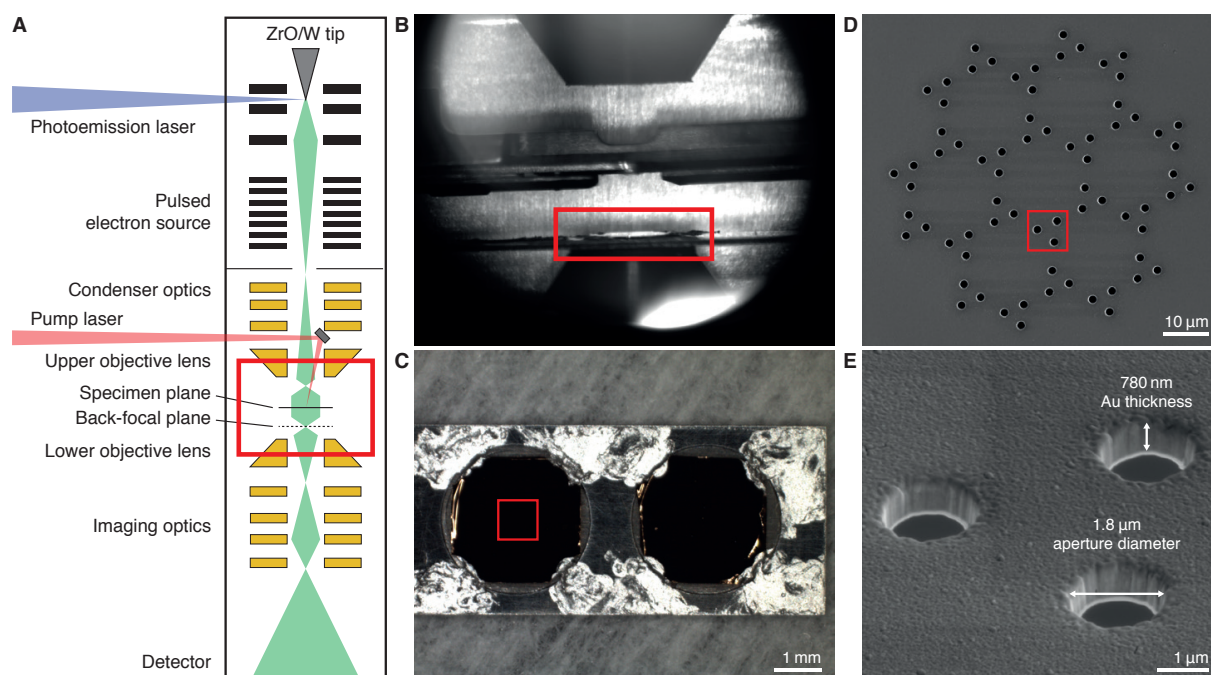 A
ZrO/W tip
Photoemission laser
Pulsed
electron source
Condenser optics
Pump laser
Upper objective lens
Specimen plane
Back-focal plane
Lower objective lens
Imaging optics
Detector
B
C
1 mm
D
10 µm
E
780 nm
Au thickness
1.8 µm
aperture diameter
1 µm